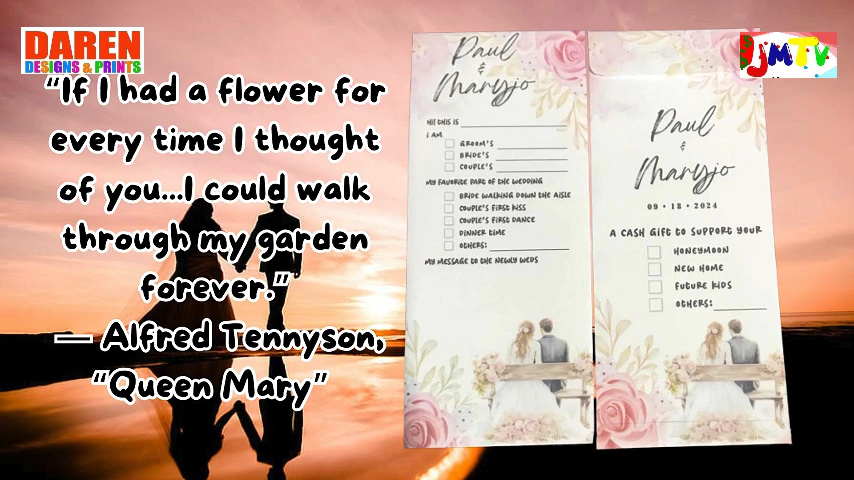 DAREN
DESIGNS & PRINTS
“If I had a flower for
every time I thought
of you...I could walk
through my garden
forever.”
— Alfred Tennyson,
“Queen Mary”
Paul
&
Maryjo
HI! THIS IS
I AM
GROOM'S
BRIDE'S
COUPLE'S
MY FAVORITE PART OF THE WEDDING
BRIDE WALKING DOWN THE AISLE
COUPLE'S FIRST KISS
COUPLE'S FIRST DANCE
DINNER TIME
OTHERS:
MY MESSAGE TO THE NEWLY WEDS
JMTV
Paul
&
Maryjo
09 • 18 • 2024
A CASH GIFT TO SUPPORT YOUR
HONEYMOON
NEW HOME
FUTURE KIDS
OTHERS: